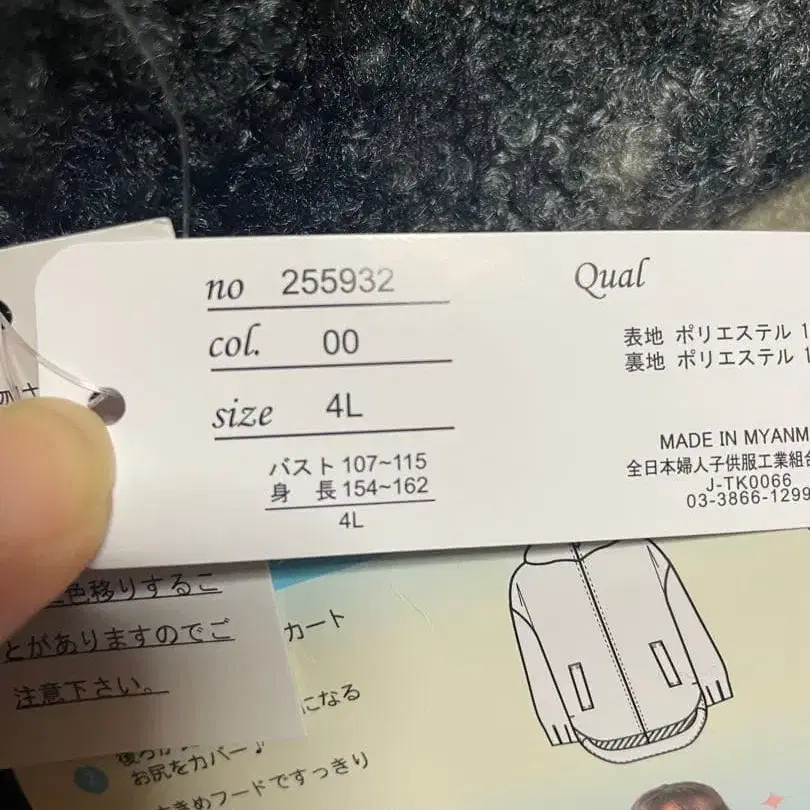 no 255932
col. 00
size 4L
バスト 107~115
身 長 154~162
4L
Qual
表地 ポリエステル 1
裏地 ポリエステル 1
MADE IN MYANM
全日本婦人子供服工業組合
J-TK0066
03-3866-1299
色移りするこ
とがありますのでご
注意下さい。
カート
になる
2
お尻をカバー♪
きめフードですっきり